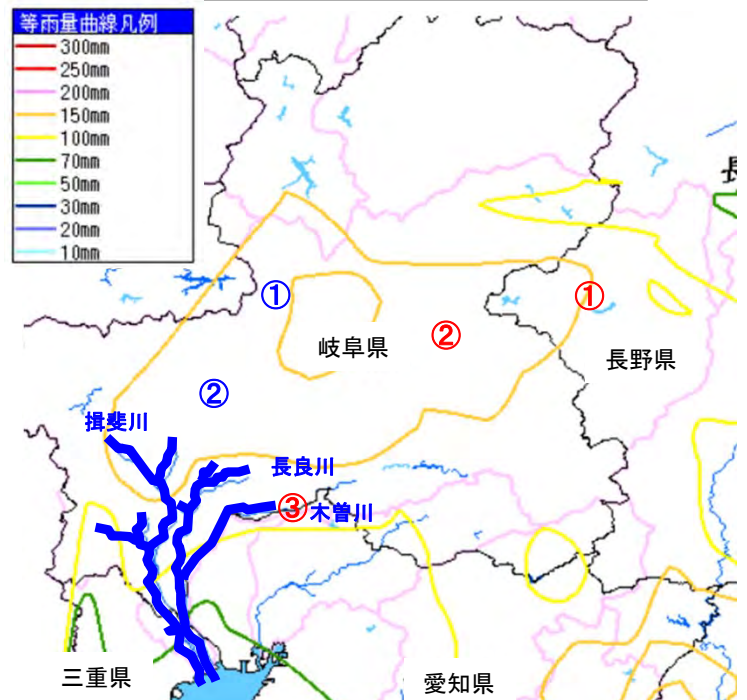 等雨量曲線凡例
300mm
250mm
200mm
150mm
100mm
70mm
50mm
30mm
20mm
10mm
長
①
①
②
岐阜県
長野県
②
揖斐川
長良川
③
木曽川
三重県
愛知県